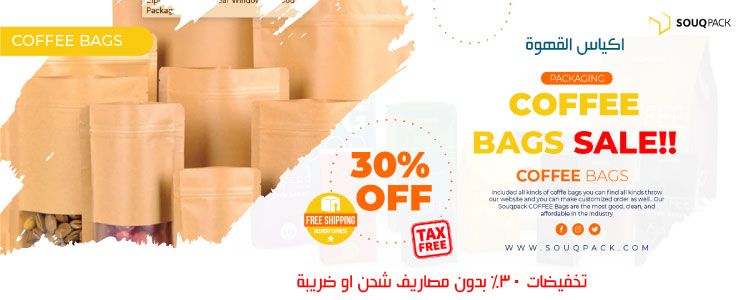 Packag
COFFEE BAGS
SOUQPACK
اكياس القهوة
PACKAGING
COFFEE
BAGS SALE!!
COFFEE BAGS
Included all kinds of coffe bags you can find all kinds throw
our website and you can make customized order as well. Our
Souqpack COFFEE Bags are the most good, clean, and
affordable in the industry
WWW.SOUQPACK.COM
30%
OFF
FREE SHIPPING
TAX
FREE
تخفيضات ٣٠٪ بدون مصاريف شحن او ضريبة